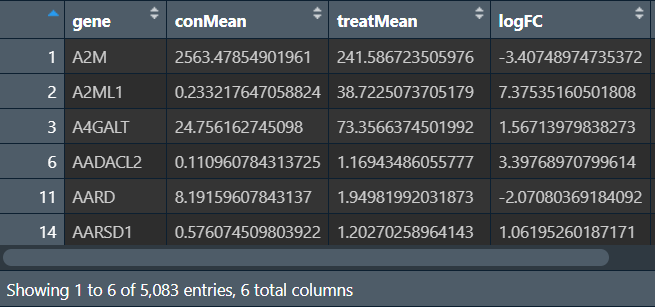 gene conMean treatMean logFC
1 A2M 2563.47854901961 241.586723505976 -3.40748974735372
2 A2ML1 0.233217647058824 38.7225073705179 7.37535160501808
3 A4GALT 24.756162745098 73.3566374501992 1.56713979838273
6 AADACL2 0.110960784313725 1.16943486055777 3.39768970799614
11 AARD 8.19159607843137 1.94981992031873 -2.07080369184092
14 AARSD1 0.576074509803922 1.20270258964143 1.06195260187171
Showing 1 to 6 of 5,083 entries, 6 total columns